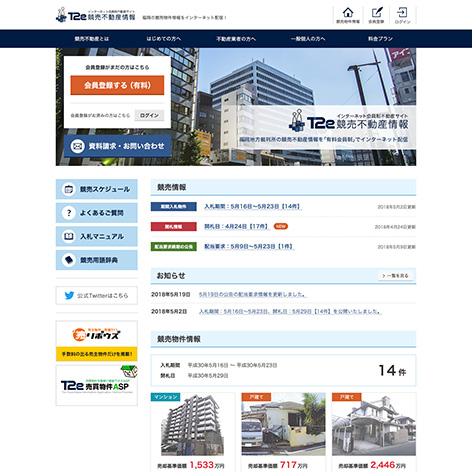 インターネット会員制不動産サイト
T2e 競売不動産情報
福岡の競売物件情報をインターネット配信!
競売物件情報
会員登録
ログイン
競売不動産とは
はじめての方へ
不動産業者の方へ
一般個人の方へ
料金プラン
会員登録がまだの方はこちら
会員登録する(有料)
会員登録がお済みの方はこちら
ログイン
資料請求・お問い合わせ
インターネット会員制不動産サイト
T2e 競売不動産情報
福岡地方裁判所の競売不動産情報を「有料会員制」でインターネット配信
競売スケジュール
よくあるご質問
入札マニュアル
競売用語辞典
公式Twitterはこちら
売リポウズ
手数料の出る売主物件だけを掲載!
T2e 売買物件ASP
競売情報
期間入札物件
入札期間:5月16日〜5月23日【14件】
2018年5月2日更新
開札情報
開札日:4月24日【17件】
NEW
2018年4月24日更新
配当要求終期の公告
配当要求:5月9日〜5月23日【1件】
2018年5月9日更新
お知らせ
一覧を見る
2018年5月19日
5月19日の公告の配当要求情報を更新しました。
2018年5月2日
入札期間:5月16日〜5月23日、開札日:5月29日【14件】を公開いたしました。
競売物件情報
入札期間 平成30年5月16日 〜 平成30年5月23日
開札日 平成30年5月29日
14件
マンション
売却基準価額 1,533万円
戸建て
売却基準価額 717万円
戸建て
売却基準価額 2,446万円